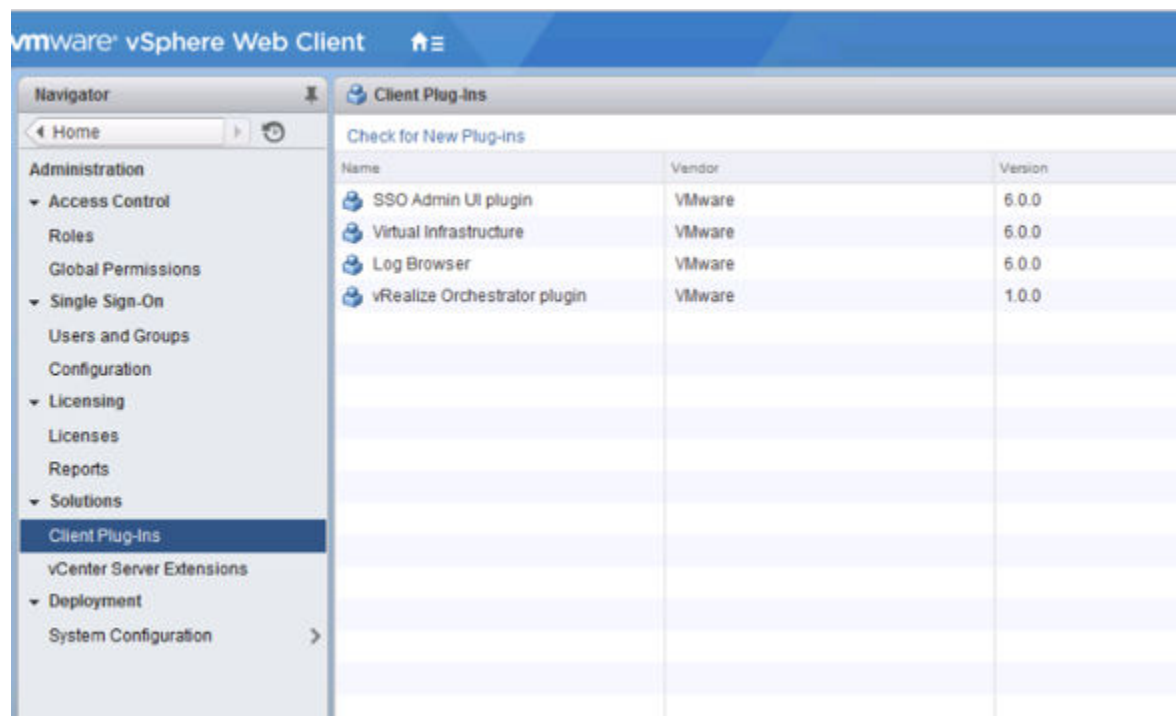 vmware vSphere Web Client
Navigator
Home
Administration
Access Control
Roles
Global Permissions
Single Sign-On
Users and Groups
Configuration
Licensing
Licenses
Reports
Solutions
Client Plug-Ins
vCenter Server Extensions
Deployment
System Configuration
Client Plug-Ins
Check for New Plug-ins
Name Vendor Version
SSO Admin UI plugin VMware 6.0.0
Virtual Infrastructure VMware 6.0.0
Log Browser VMware 6.0.0
vRealize Orchestrator plugin VMware 1.0.0